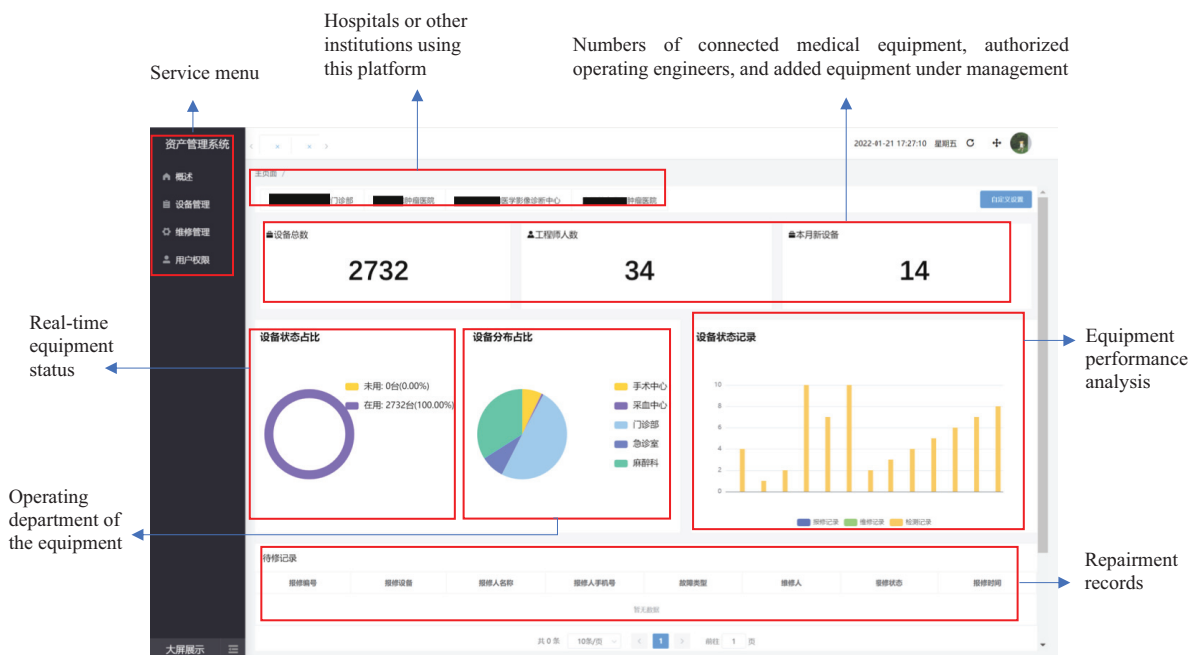 Hospitals or other
institutions using
this platform
Numbers of connected medical equipment, authorized
operating engineers, and added equipment under management
Service menu
资产管理系统
2022-01-21 17:27:10 星期五
概述
设备管理
维修管理
用户权限
主页面 /
门诊部 肿瘤医院 医学影像诊断中心 肿瘤医院
自定义设置
设备总数 工程师人数 本月新设备
2732 34 14
Real-time
equipment
status
设备状态占比
未用: 0台(0.00%)
在用: 2732台(100.00%)
设备分布占比
手术中心
采血中心
门诊部
急诊室
麻醉科
设备状态记录
10
8
6
4
2
0
报修记录 维修记录 检测记录
Equipment
performance
analysis
Operating
department of
the equipment
待修记录
报修编号 报修设备 报修人名称 报修人手机号 故障类型 维修人 报修时间
暂无数据
Repairment
records
共 0 条 10条/页 1 前往 1 页
大屏展示